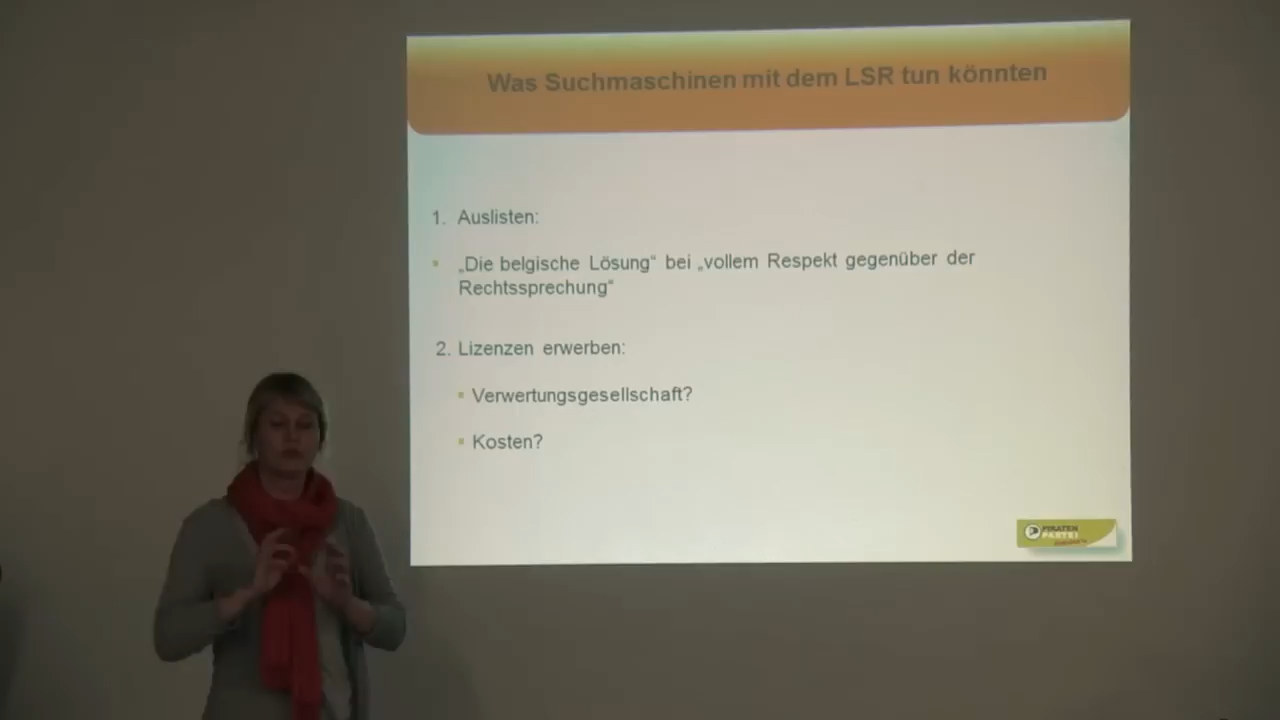 Was Suchmaschinen mit dem LSR tun könnten
1. Auslisten:
▪ „Die belgische Lösung“ bei „vollem Respekt gegenüber der
Rechtssprechung“
2. Lizenzen erwerben:
▪ Verwertungsgesellschaft?
▪ Kosten?
PIRATEN
PARTEI